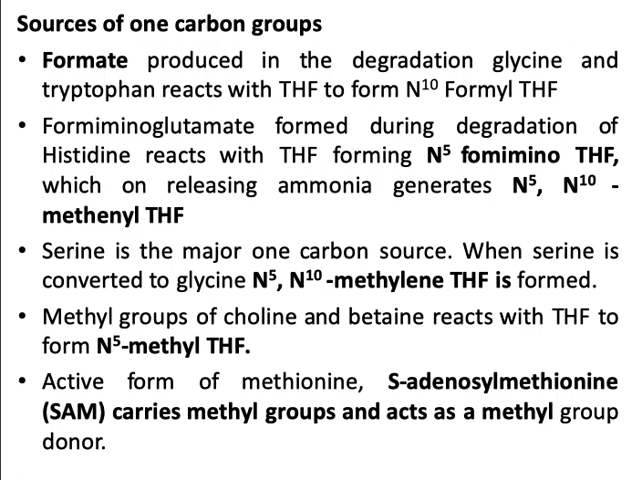 Sources of one carbon groups
• Formate produced in the degradation glycine and
tryptophan reacts with THF to form N¹⁰ Formyl THF
• Formiminoglutamate formed during degradation of
Histidine reacts with THF forming N⁵ fomimino THF,
which on releasing ammonia generates N⁵, N¹⁰ -
methenyl THF
• Serine is the major one carbon source. When serine is
converted to glycine N⁵, N¹⁰ -methylene THF is formed.
• Methyl groups of choline and betaine reacts with THF to
form N⁵-methyl THF.
• Active form of methionine, S-adenosylmethionine
(SAM) carries methyl groups and acts as a methyl group
donor.